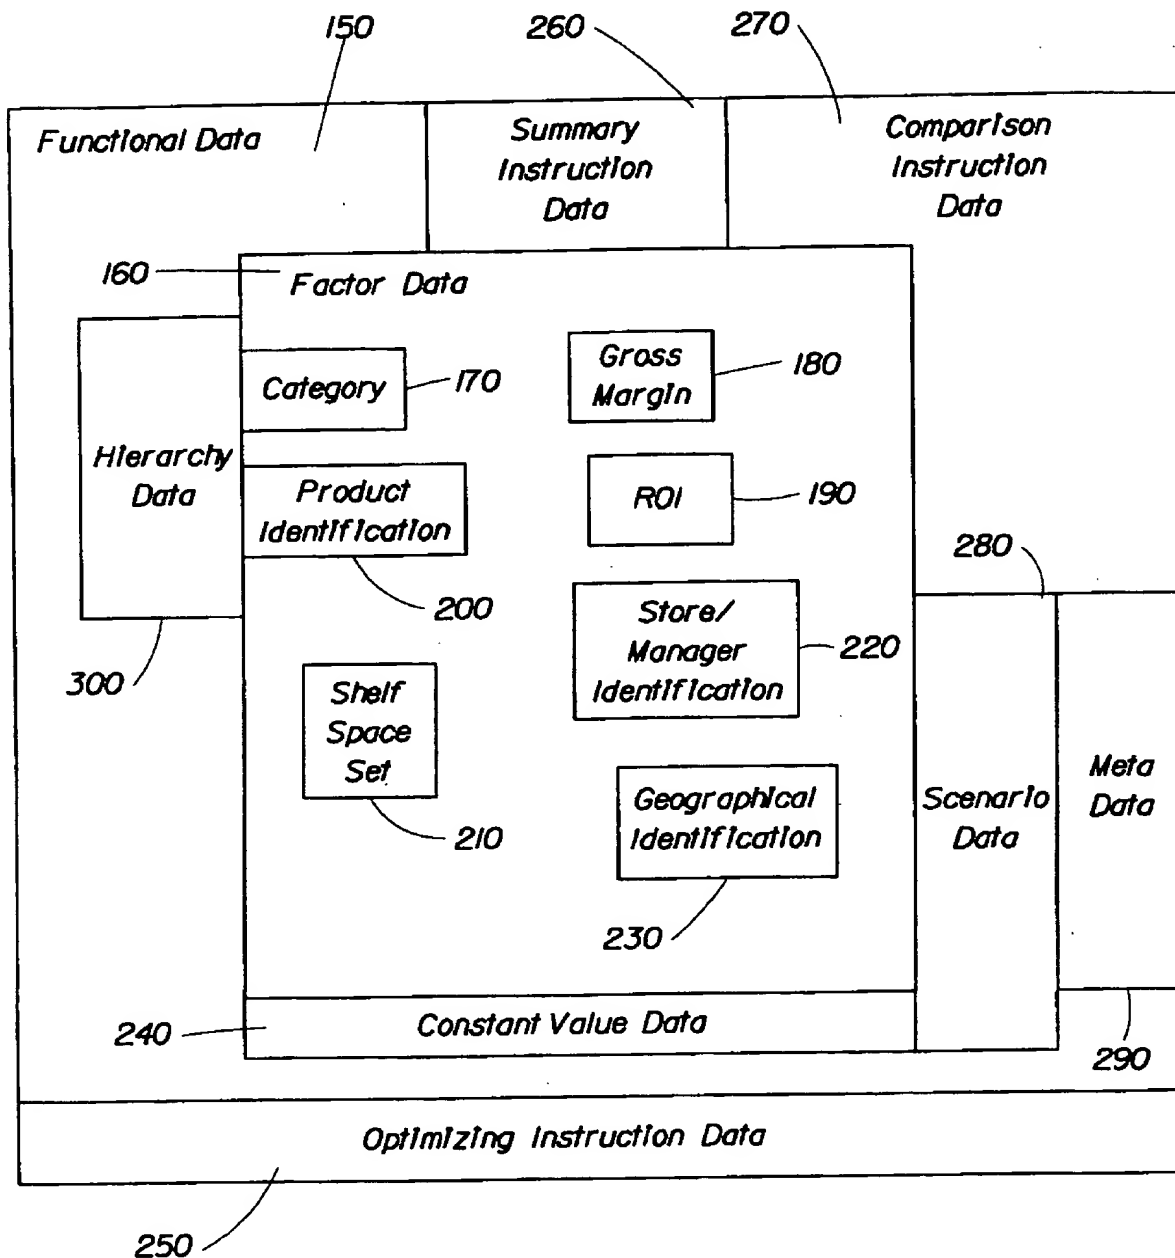 150
260
270
Functional Data
Summary
Instruction
Data
Comparison
Instruction
Data
160
Factor Data
Gross
Margin
180
Category
170
Hierarchy
Data
Product
Identification
ROI
190
200
280
Store/
Manager
Identification
220
300
Shelf
Space
Set
210
Geographical
Identification
230
Scenario
Data
Meta
Data
240
Constant Value Data
290
Optimizing Instruction Data
250